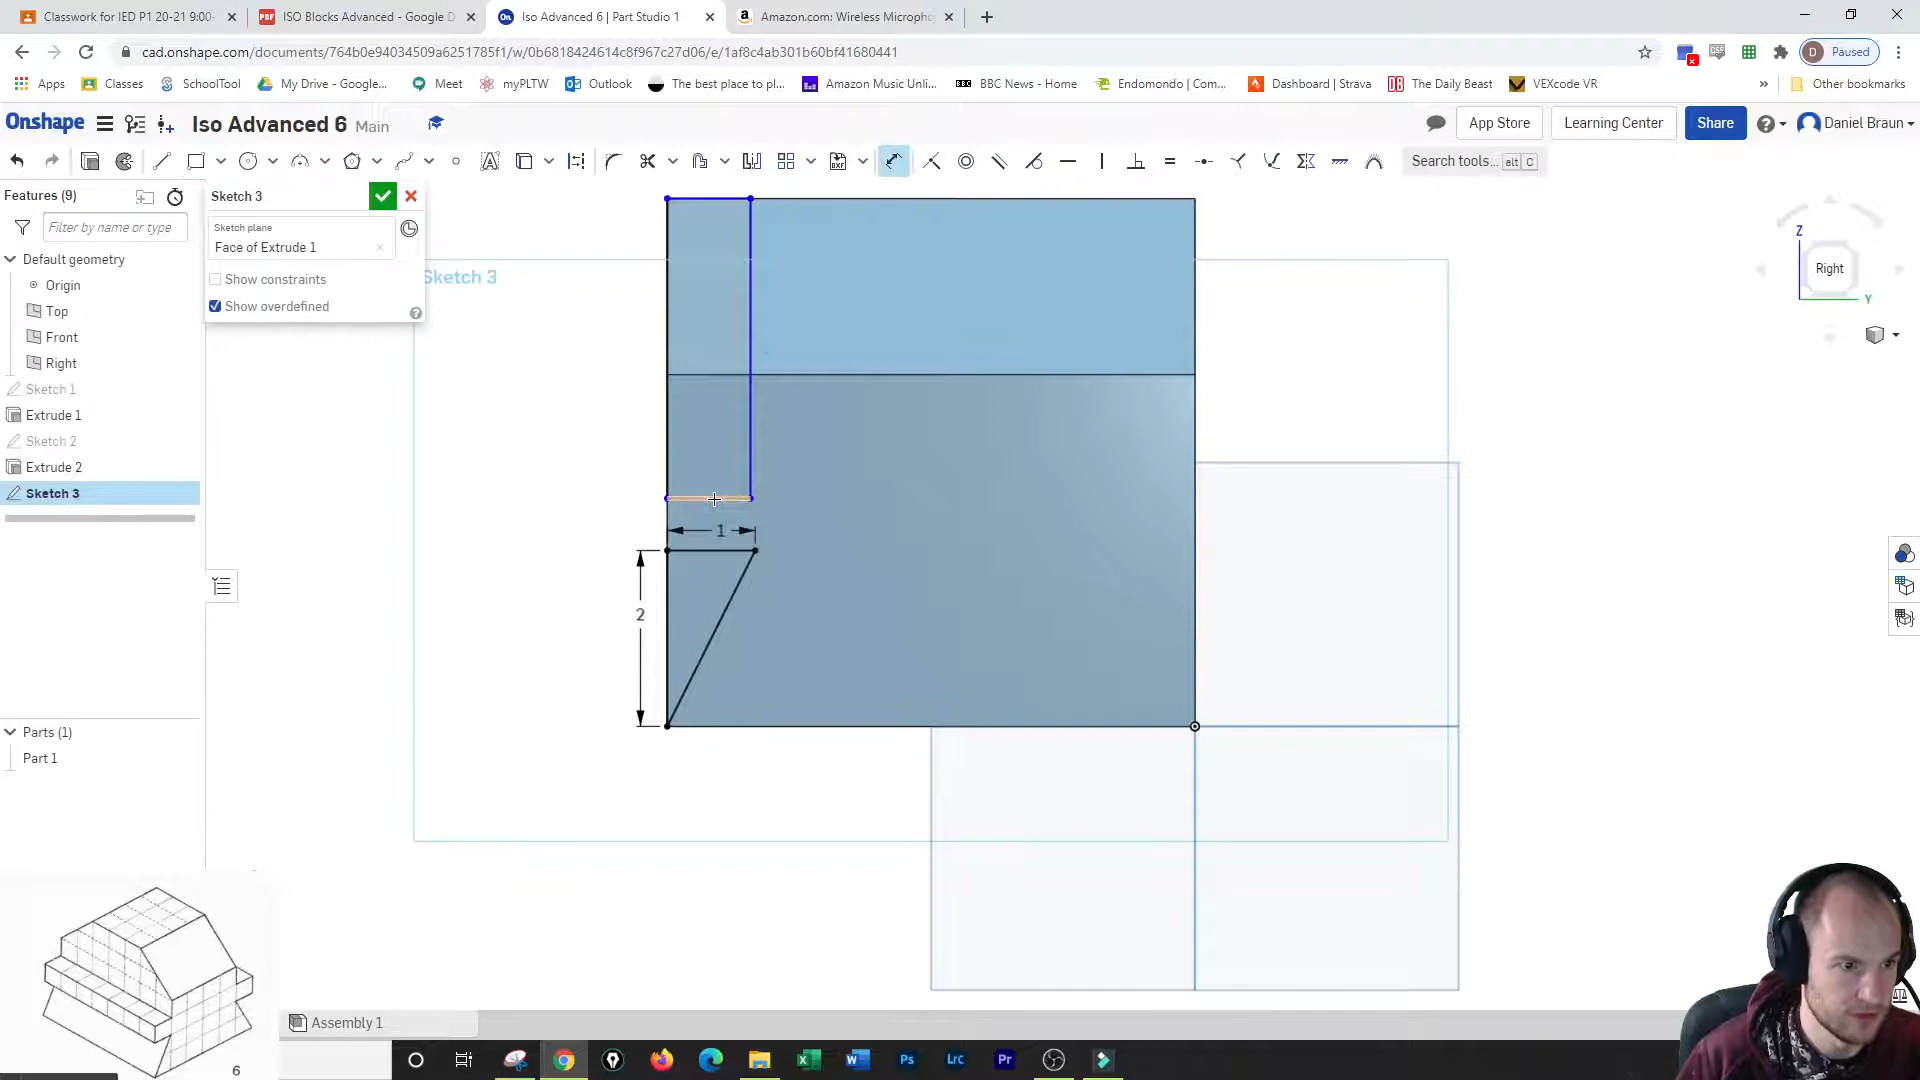 Classwork for IED P1 20-21 9:00-
ISO Blocks Advanced - Google D
Iso Advanced 6 | Part Studio 1
Amazon.com: Wireless Micropho
cad.onshape.com/documents/764b0e94034509a6251785f1/w/0b6818424614c8f967c27d06/e/1af8c4ab301b60bf41680441
D Paused
Apps
Classes
SchoolTool
My Drive - Google...
Meet
myPLTW
Outlook
The best place to pl...
Amazon Music Unli...
BBC News - Home
Endomondo | Com...
Dashboard | Strava
The Daily Beast
VEXcode VR
Other bookmarks
Onshape
Iso Advanced 6 Main
App Store
Learning Center
Share
Daniel Braun
Search tools... alt C
Features (9)
Filter by name or type
Default geometry
Origin
Top
Front
Right
Sketch 1
Extrude 1
Sketch 2
Extrude 2
Sketch 3
Sketch 3
Sketch plane
Face of Extrude 1
Show constraints
Show overdefined
Sketch 3
1
2
Z
Right
Y
Parts (1)
Part 1
6
Assembly 1